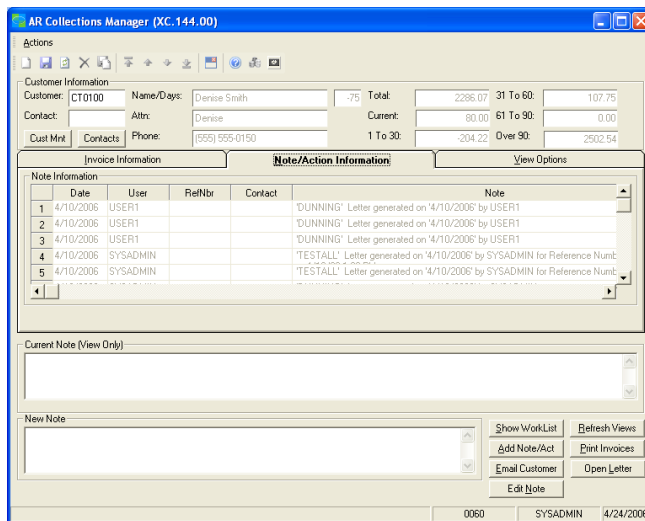 AR Collections Manager (XC.144.00)
Actions
Customer Information
Customer: CT0100 Name/Days: Denise Smith -75 Total: 2286.07 31 To 60: 107.75
Contact: Attn: Denise Current: 80.00 61 To 90: 0.00
Cust Mnt Contacts Phone: (555) 555-0150 1 To 30: -204.22 Over 90: 2502.54
Invoice Information Note/Action Information View Options
Note Information
Date User RefNbr Contact Note
1 4/10/2006 USER1 'DUNNING' Letter generated on '4/10/2006' by USER1
2 4/10/2006 USER1 'DUNNING' Letter generated on '4/10/2006' by USER1
3 4/10/2006 USER1 'DUNNING' Letter generated on '4/10/2006' by USER1
4 4/10/2006 SYSADMIN 'TESTALL' Letter generated on '4/10/2006' by SYSADMIN for Reference Numb
5 4/10/2006 SYSADMIN 'TESTALL' Letter generated on '4/10/2006' by SYSADMIN for Reference Numb
Current Note (View Only)
New Note
Show WorkList Refresh Views
Add Note/Act Print Invoices
Email Customer Open Letter
Edit Note
0060 SYSADMIN 4/24/2006